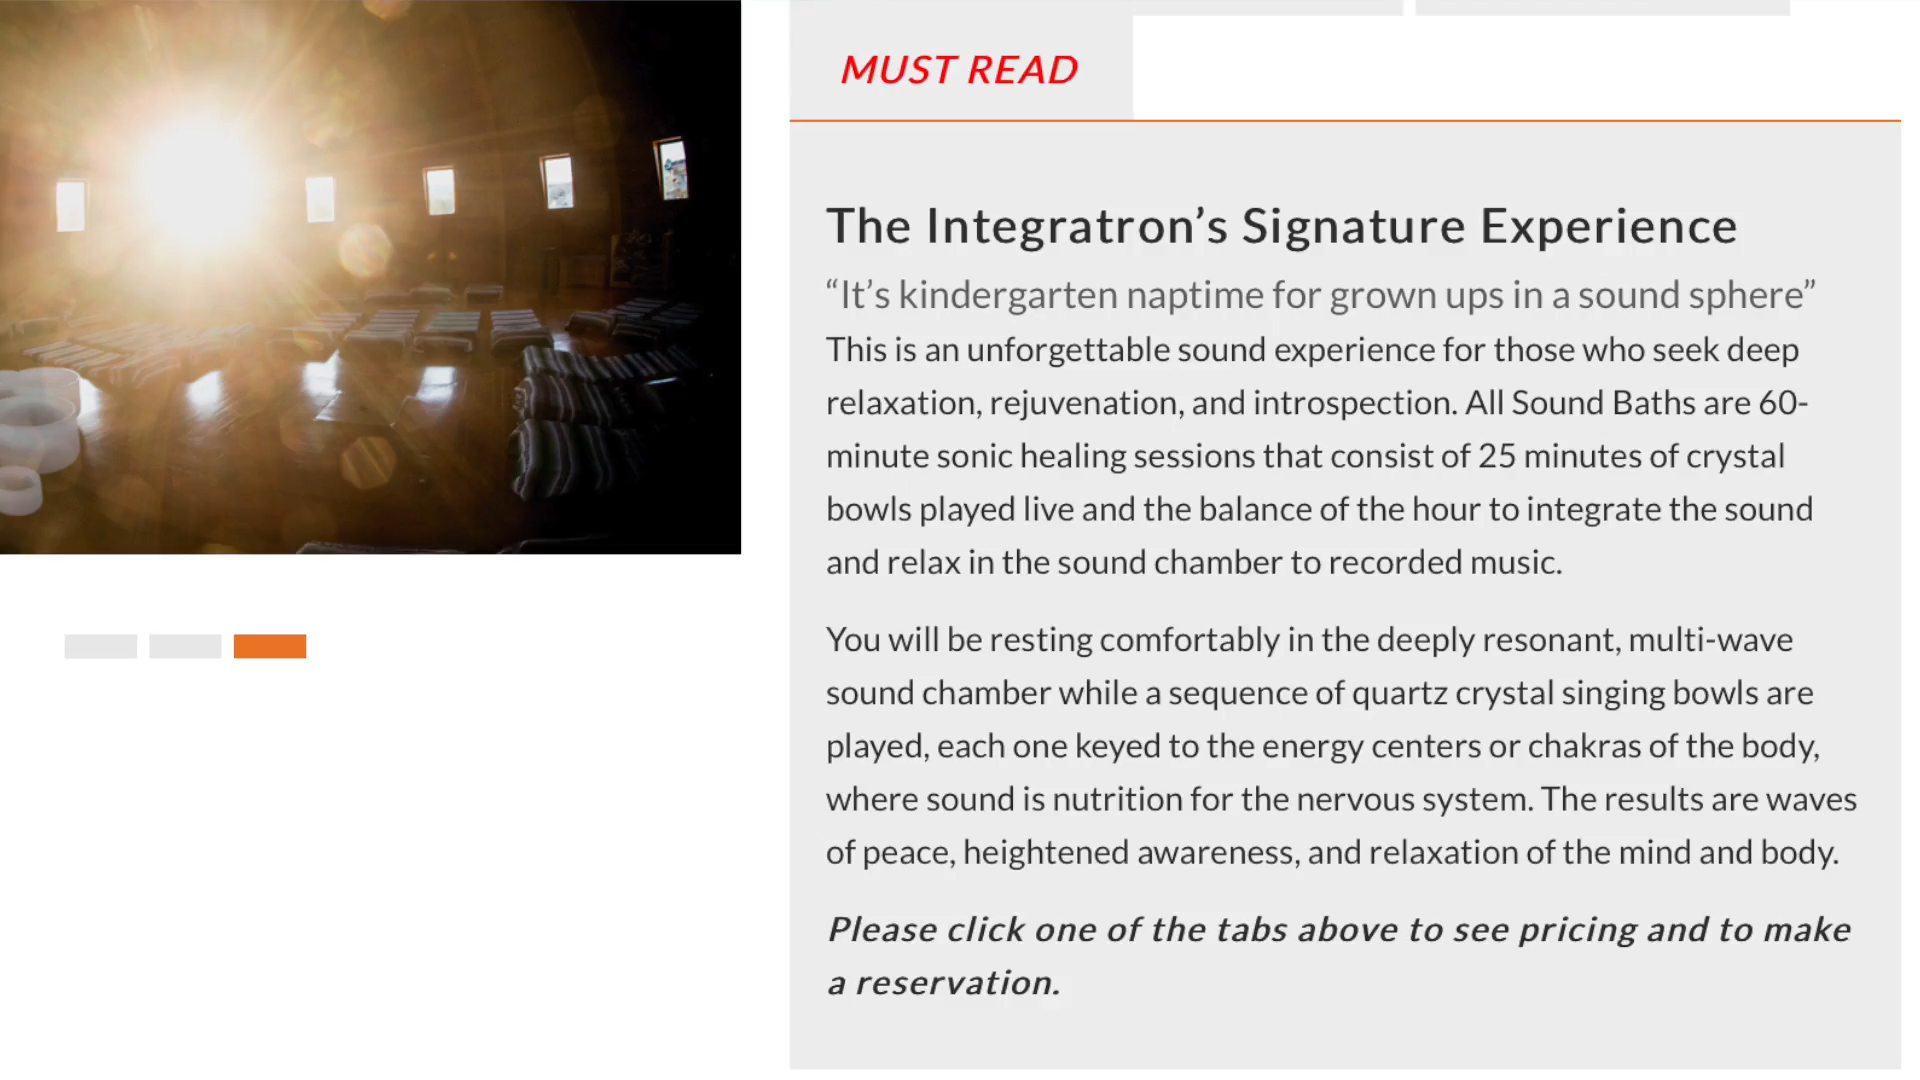 MUST READ
The Integratron’s Signature Experience
“It’s kindergarten naptime for grown ups in a sound sphere”
This is an unforgettable sound experience for those who seek deep
relaxation, rejuvenation, and introspection. All Sound Baths are 60-
minute sonic healing sessions that consist of 25 minutes of crystal
bowls played live and the balance of the hour to integrate the sound
and relax in the sound chamber to recorded music.
You will be resting comfortably in the deeply resonant, multi-wave
sound chamber while a sequence of quartz crystal singing bowls are
played, each one keyed to the energy centers or chakras of the body,
where sound is nutrition for the nervous system. The results are waves
of peace, heightened awareness, and relaxation of the mind and body.
Please click one of the tabs above to see pricing and to make
a reservation.